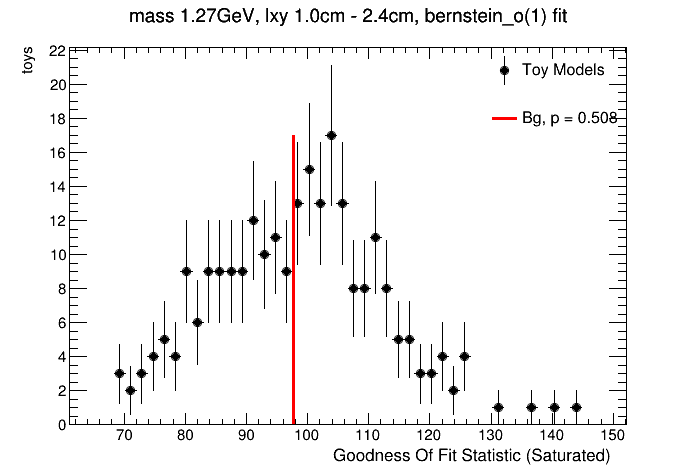 mass 1.27GeV, lxy 1.0cm - 2.4cm, bernstein_o(1) fit
toys
22
20
18
16
14
12
10
8
6
4
2
0
Toy Models
Bg, p = 0.508
70 80 90 100 110 120 130 140 150
Goodness Of Fit Statistic (Saturated)